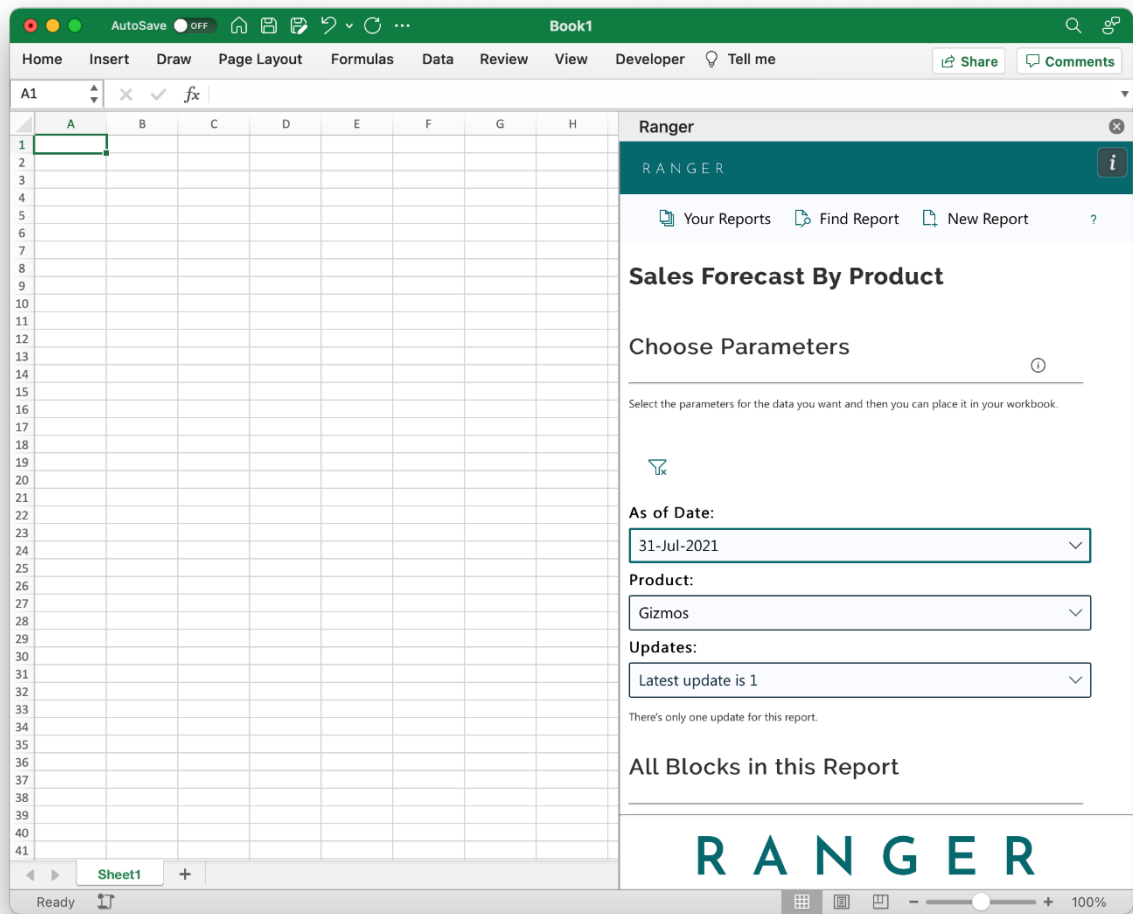 AutoSave OFF Book1
Home Insert Draw Page Layout Formulas Data Review View Developer Tell me Share Comments
A1 fx
A B C D E F G H
1
2
3
4
5
6
7
8
9
10
11
12
13
14
15
16
17
18
19
20
21
22
23
24
25
26
27
28
29
30
31
32
33
34
35
36
37
38
39
40
41
Ranger
RANGER i
Your Reports Find Report New Report ?
Sales Forecast By Product
Choose Parameters
Select the parameters for the data you want and then you can place it in your workbook.
As of Date:
31-Jul-2021
Product:
Gizmos
Updates:
Latest update is 1
There's only one update for this report.
All Blocks in this Report
RANGER
Sheet1 +
Ready 100%